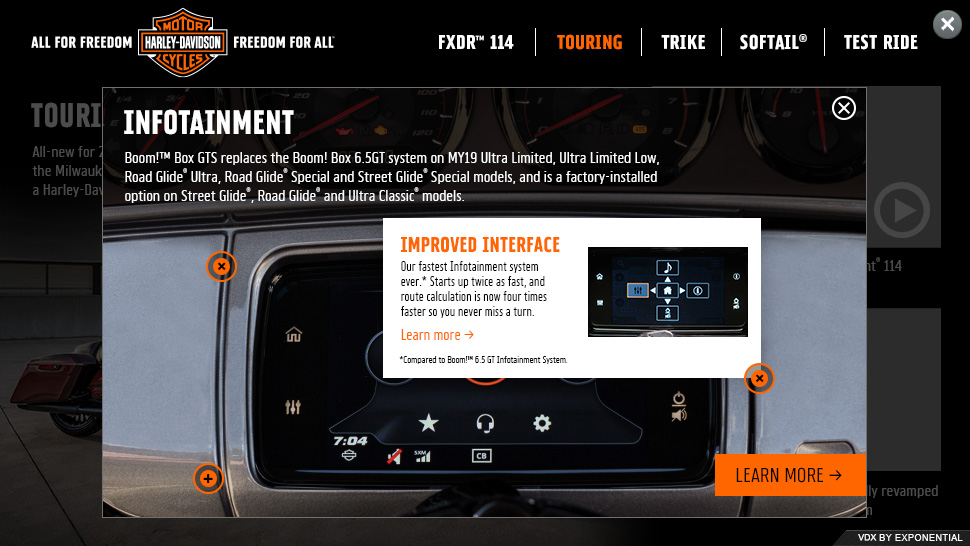 ALL FOR FREEDOM
MOTOR
HARLEY-DAVIDSON
CYCLES
FREEDOM FOR ALL™
FXDR™ 114
TOURING
TRIKE
SOFTAIL®
TEST RIDE
TOURI
All-new for 2
the Milwauk
a Harley-Dav
INFOTAINMENT
Boom!™ Box GTS replaces the Boom! Box 6.5GT system on MY19 Ultra Limited, Ultra Limited Low,
Road Glide® Ultra, Road Glide® Special and Street Glide® Special models, and is a factory-installed
option on Street Glide®, Road Glide® and Ultra Classic® models.
IMPROVED INTERFACE
Our fastest Infotainment system
ever.* Starts up twice as fast, and
route calculation is now four times
faster so you never miss a turn.
Learn more →
*Compared to Boom!™ 6.5 GT Infotainment System.
nt® 114
7:04
SXM
CB
LEARN MORE →
lly revamped
m
VDX BY EXPONENTIAL